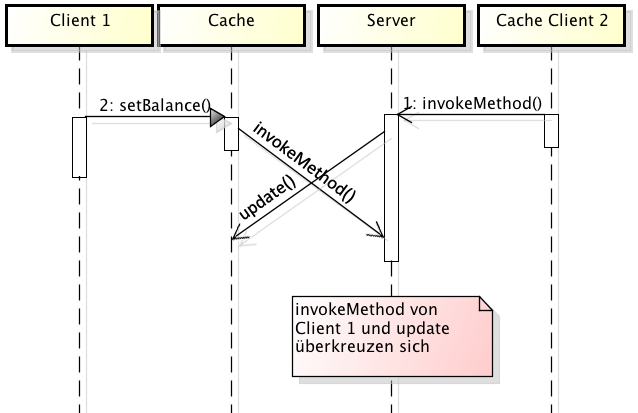 Client 1
Cache
Server
Cache Client 2
2: setBalance()
1: invokeMethod()
invokeMethod()
update()
invokeMethod von
Client 1 und update
überkreuzen sich